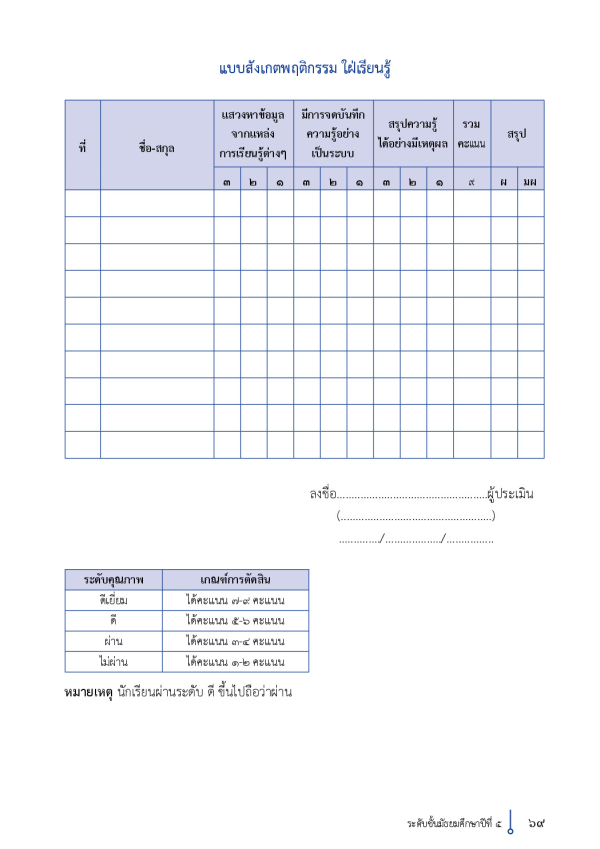 แบบสังเกตพฤติกรรม ใฝ่เรียนรู้
ที่ ชื่อ-สกุล แสวงหาข้อมูล มีการจดบันทึก สรุปความรู้ รวม สรุป
จากแหล่ง ความรู้อย่าง ได้อย่างมีเหตุผล คะแนน
การเรียนรู้ต่างๆ เป็นระบบ
๓ ๒ ๑ ๓ ๒ ๑ ๓ ๒ ๑ ๙ ผ มผ
ลงชื่อ...................................................ผู้ประเมิน
(...................................................)
............../.................../................
ระดับคุณภาพ เกณฑ์การตัดสิน
ดีเยี่ยม ได้คะแนน ๗-๙ คะแนน
ดี ได้คะแนน ๕-๖ คะแนน
ผ่าน ได้คะแนน ๓-๔ คะแนน
ไม่ผ่าน ได้คะแนน ๑-๒ คะแนน
หมายเหตุ นักเรียนผ่านระดับ ดี ขึ้นไปถือว่าผ่าน
ระดับชั้นมัธยมศึกษาปีที่ ๕ ๖๙